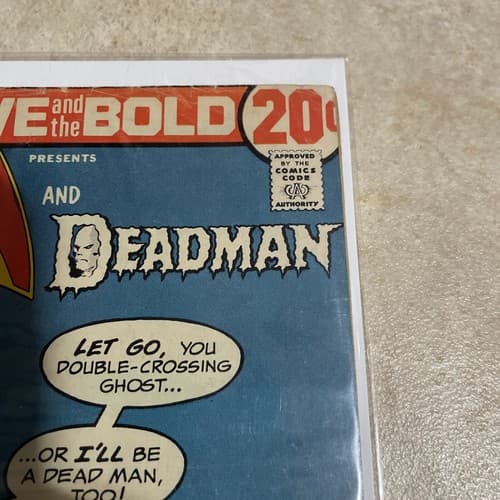 VE and the BOLD 20¢
PRESENTS
APPROVED
BY THE
COMICS
CODE
CA
AUTHORITY
AND
DEADMAN
LET GO, YOU
DOUBLE-CROSSING
GHOST...
...OR I'LL BE
A DEAD MAN,
TOO!